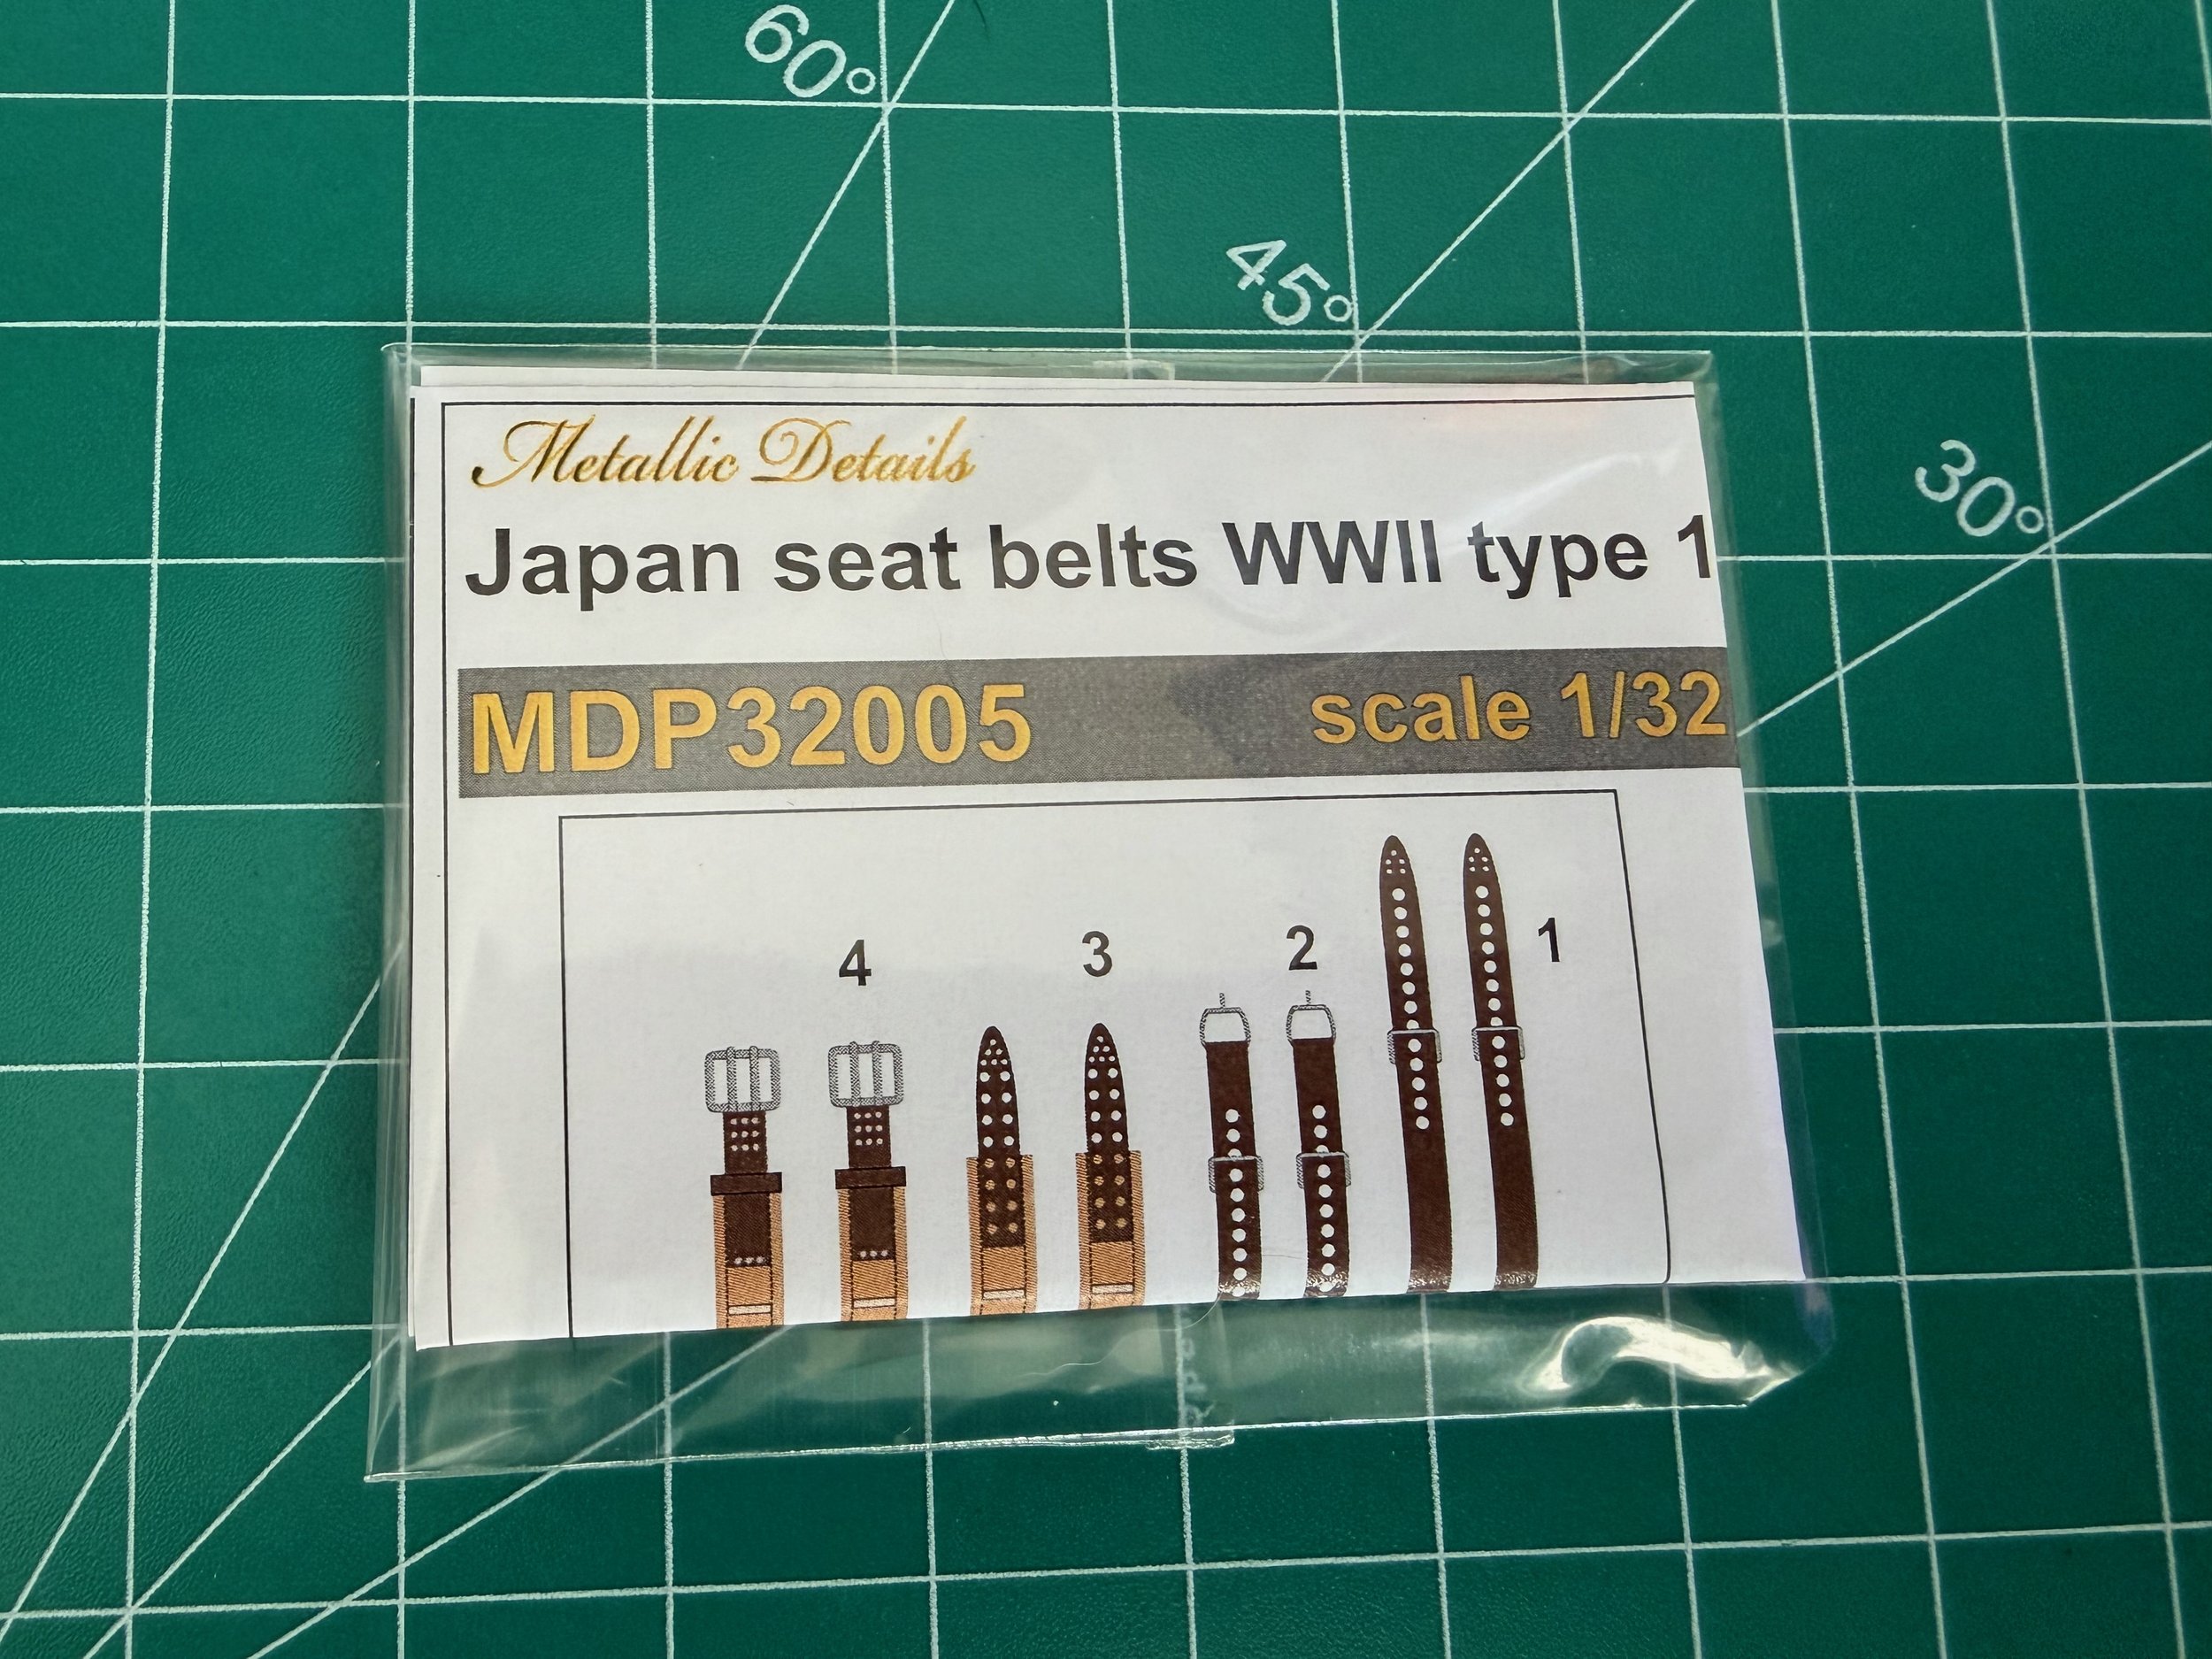 60°
45°
30°
Metallic Details
Japan seat belts WWII type 1
MDP32005 scale 1/32
4 3 2 1